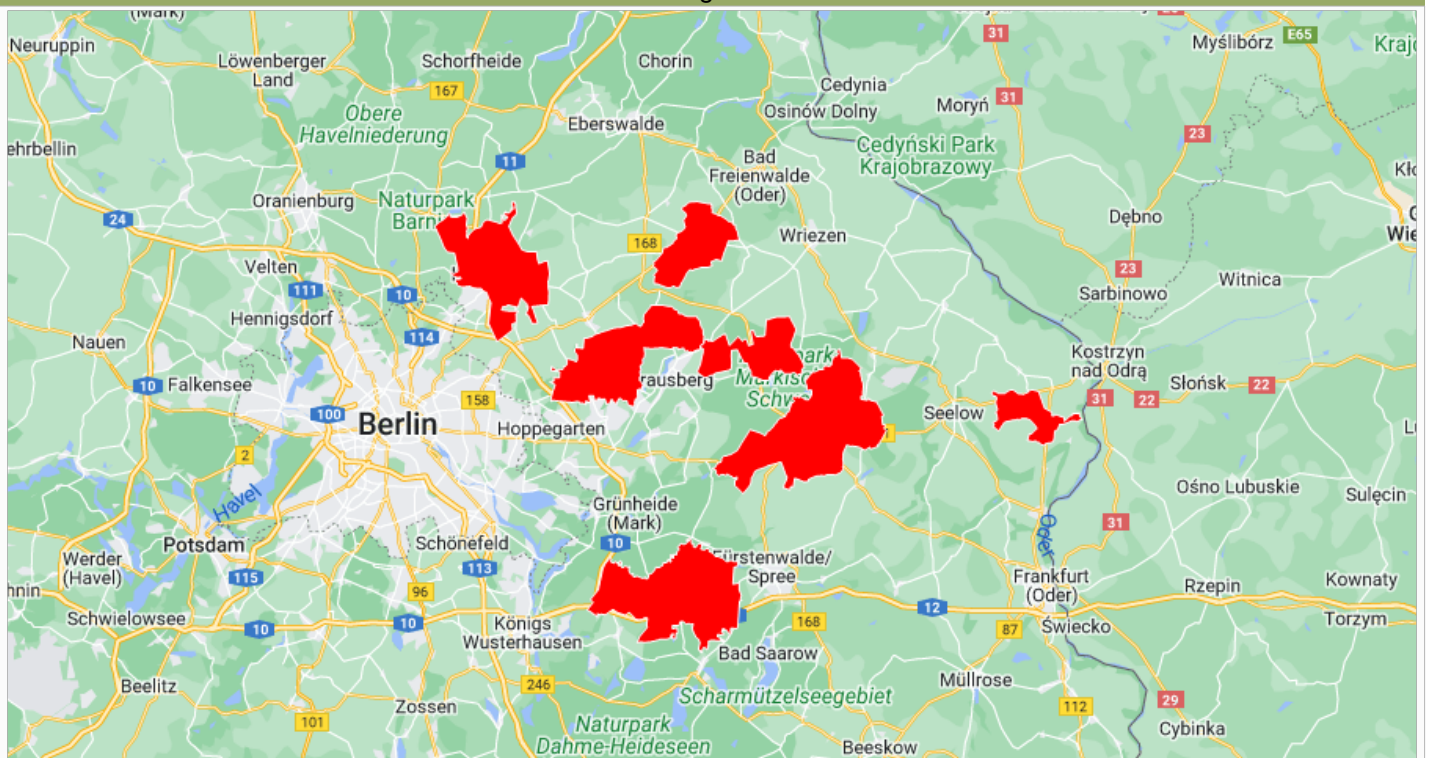 (Mark)
Neuruppin
Löwenberger
Land
Schorfheide
Chorin
31
Myślibórz
E65
167
Cedynia
Osinów Dolny
Moryń
31
Obere
Havelniederung
Eberswalde
23
ehrbellin
11
Bad
Freienwalde
(Oder)
Cedyński Park
Krajobrazowy
Oranienburg
Naturpark
24
168
Wriezen
Dębno
Velten
111
10
23
Witnica
Sarbinowo
Hennigsdorf
114
Nauen
Kostrzyn
nad Odrą
10
Falkensee
rausberg
Słońsk
22
158
31
22
100
Berlin
Hoppegarten
Seelow
2
Havel
Grünheide
(Mark)
Ośno Lubuskie
Sulęcin
31
Potsdam
Schönefeld
10
Oder
Werder
(Havel)
115
113
Fürstenwalde/
Spree
Frankfurt
(Oder)
Rzepin
Kownaty
hnin
96
12
Schwielowsee
10
10
Königs
Wusterhausen
168
87
Świecko
Torzym
Bad Saarow
Beelitz
246
Müllrose
Scharmützelseegebiet
Zossen
112
29
101
Naturpark
Dahme-Heideseen
Beeskow
Cybinka